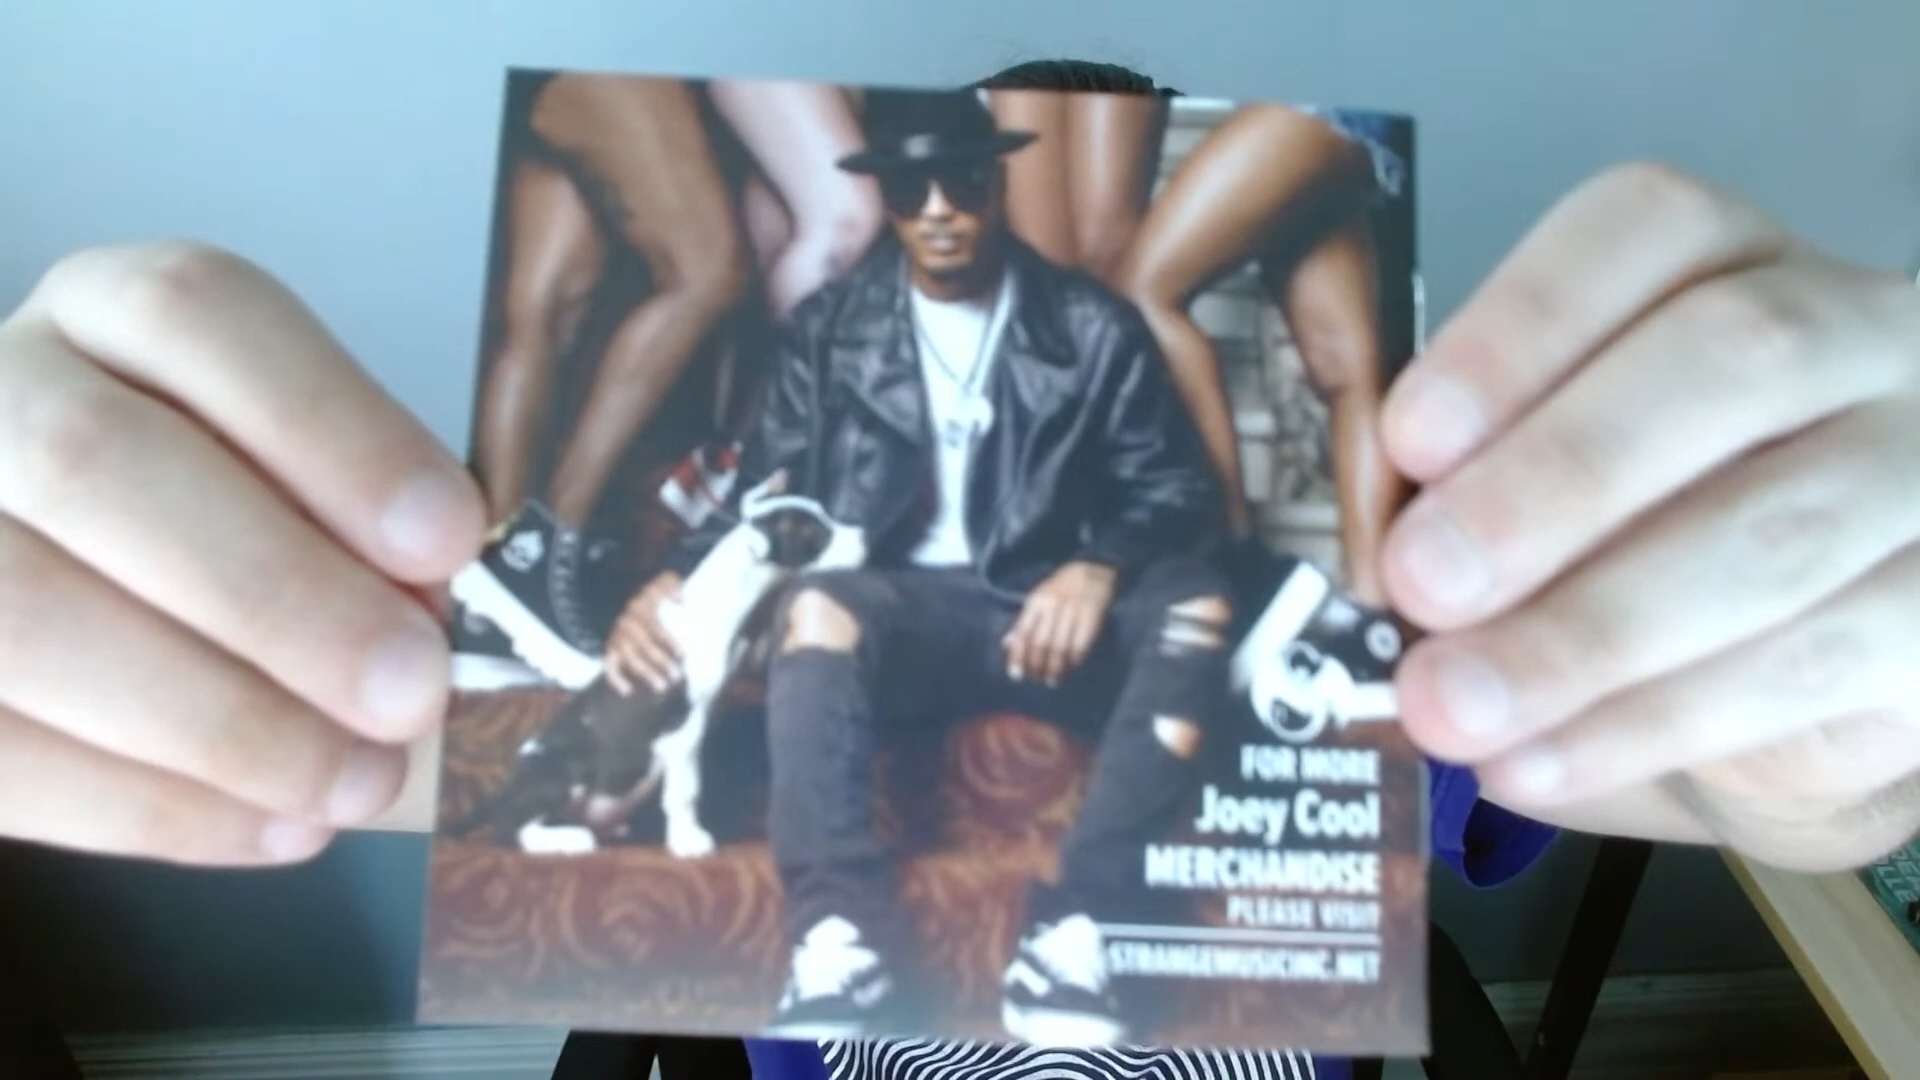 FOR MORE
Joey Cool
MERCHANDISE
PLEASE VISIT
STRANGEMUSICINC.NET